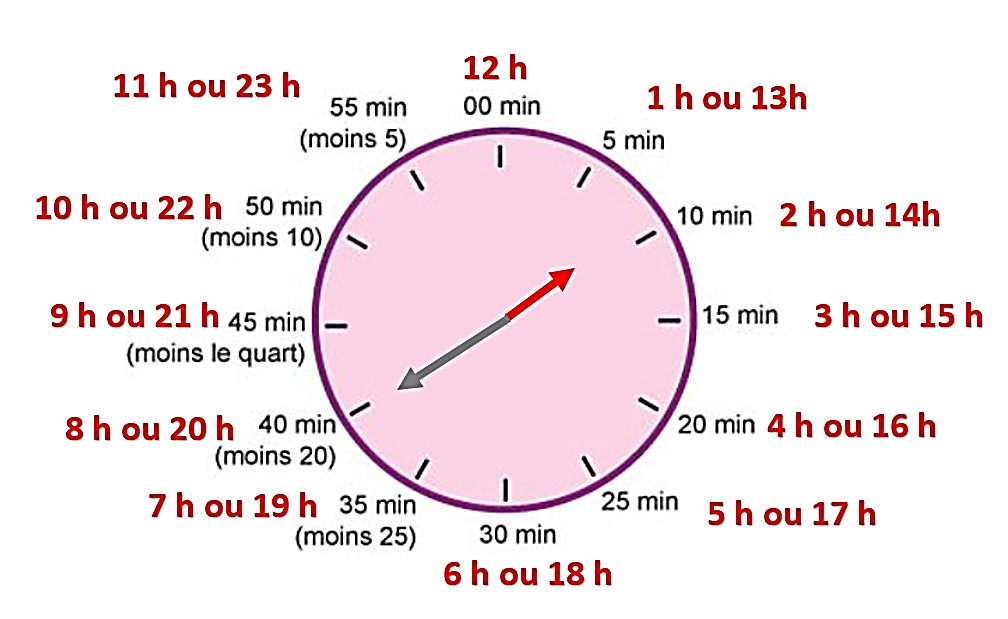 12 h
00 min
1 h ou 13h
5 min
10 min
2 h ou 14h
15 min
3 h ou 15 h
20 min
4 h ou 16 h
25 min
5 h ou 17 h
30 min
6 h ou 18 h
7 h ou 19 h
35 min
(moins 25)
8 h ou 20 h
40 min
(moins 20)
9 h ou 21 h
45 min
(moins le quart)
10 h ou 22 h
50 min
(moins 10)
11 h ou 23 h
55 min
(moins 5)